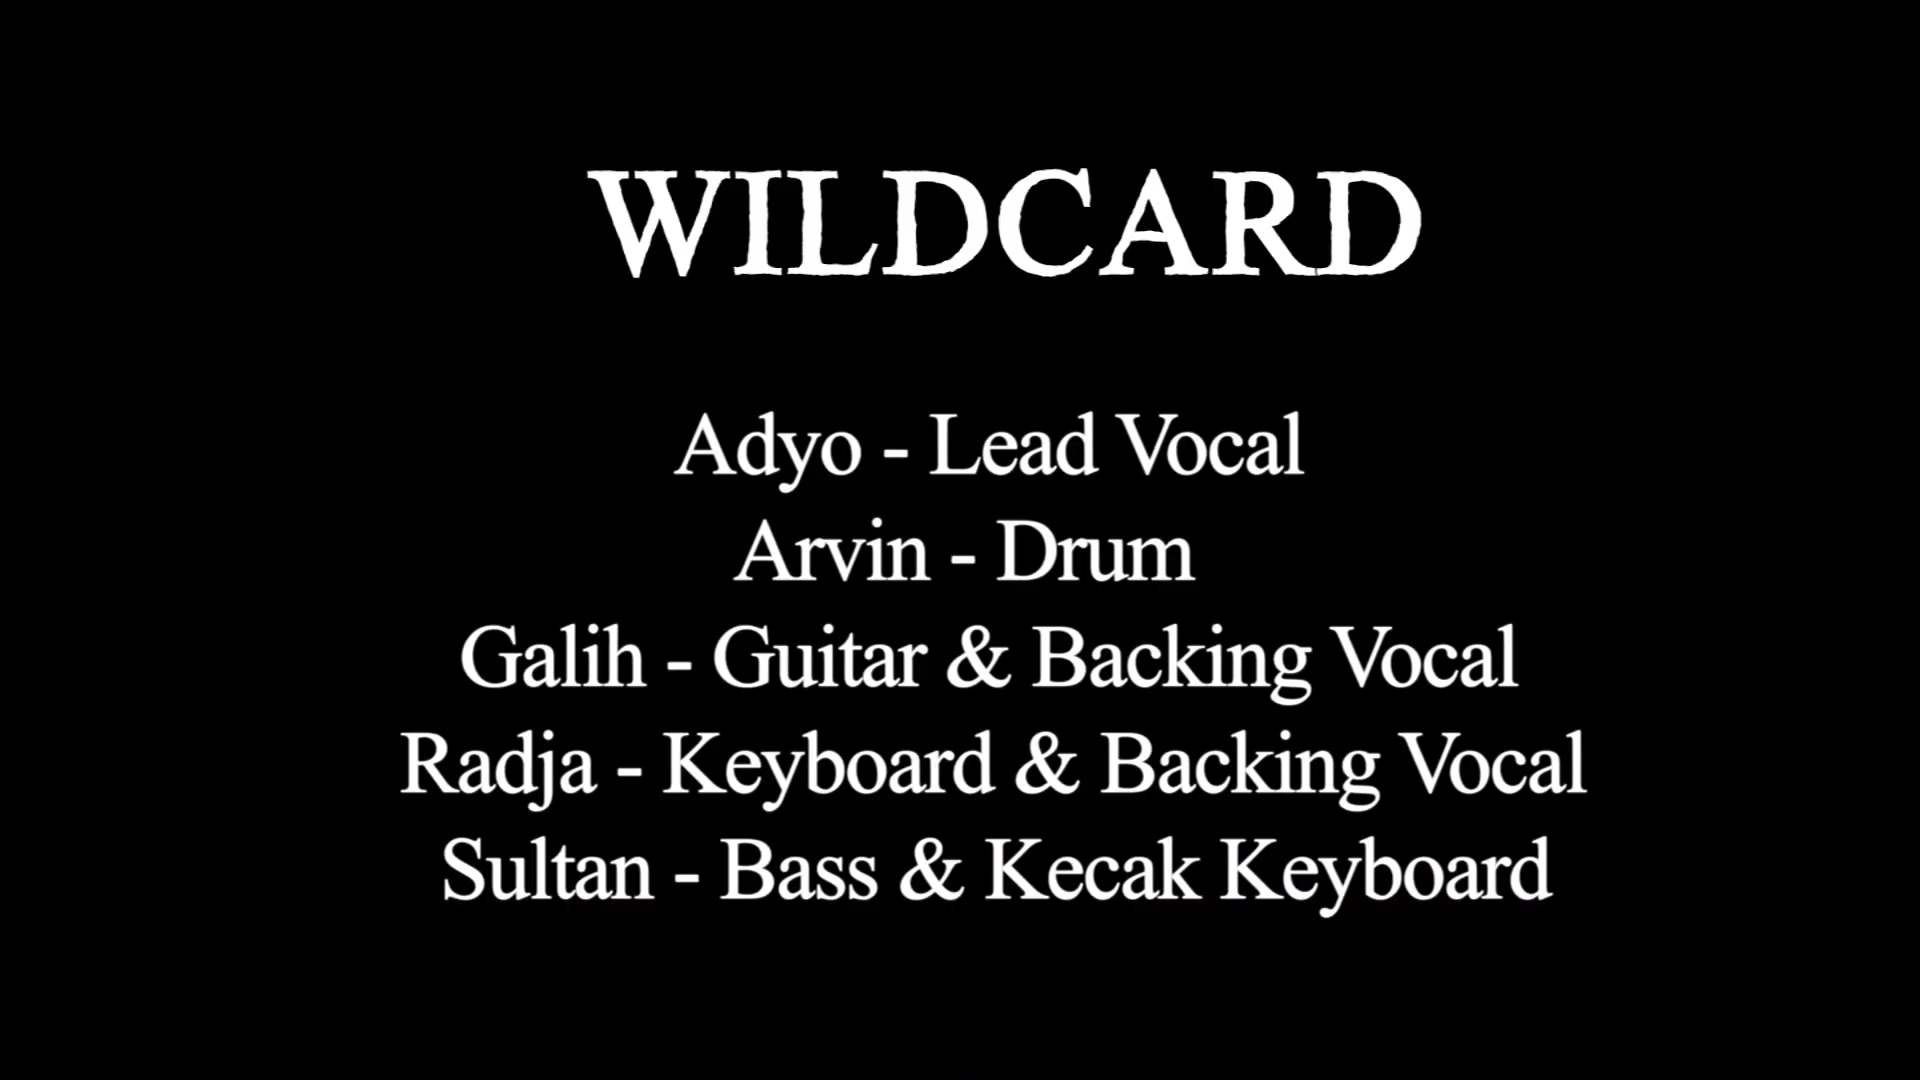 WILDCARD
Adyo - Lead Vocal
Arvin - Drum
Galih - Guitar & Backing Vocal
Radja - Keyboard & Backing Vocal
Sultan - Bass & Kecak Keyboard